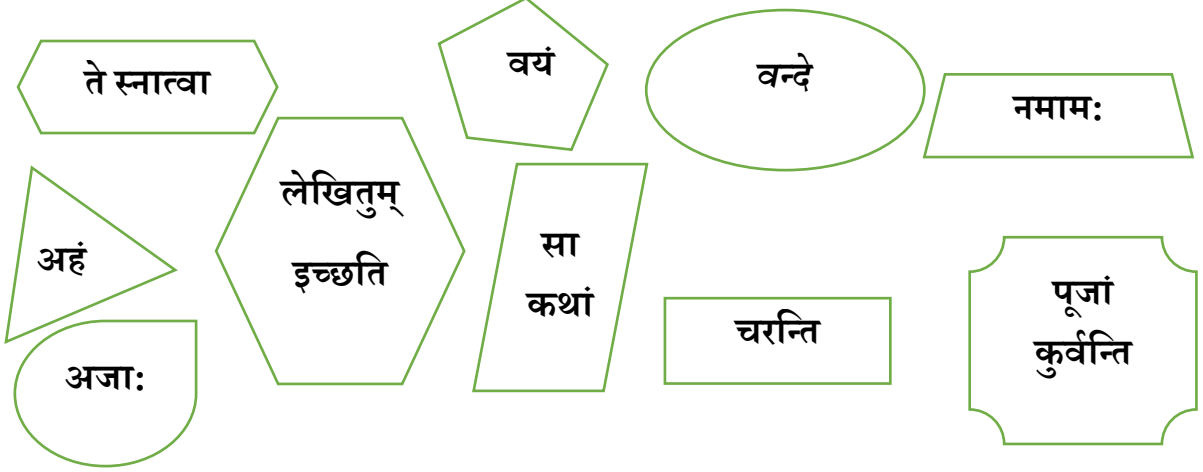 ते स्नात्वा
वयं
वन्दे
नमाम:
लेखितुम्
इच्छति
अहं
सा
कथां
चरन्ति
पूजां
कुर्वन्ति
अजा: